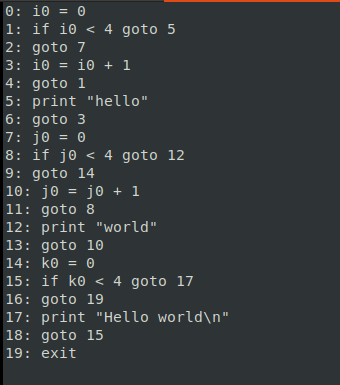 0: i0 = 0
1: if i0 < 4 goto 5
2: goto 7
3: i0 = i0 + 1
4: goto 1
5: print "hello"
6: goto 3
7: j0 = 0
8: if j0 < 4 goto 12
9: goto 14
10: j0 = j0 + 1
11: goto 8
12: print "world"
13: goto 10
14: k0 = 0
15: if k0 < 4 goto 17
16: goto 19
17: print "Hello world\n"
18: goto 15
19: exit